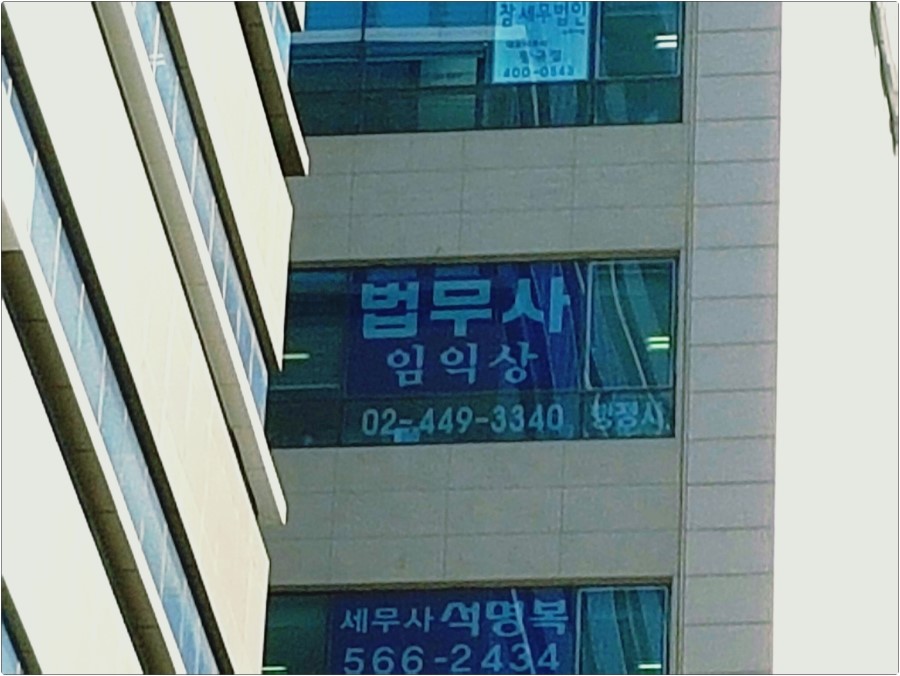 참세무법인
400-0543
법무사
임익상
02-449-3340 행정사
세무사 석명복
566-2434